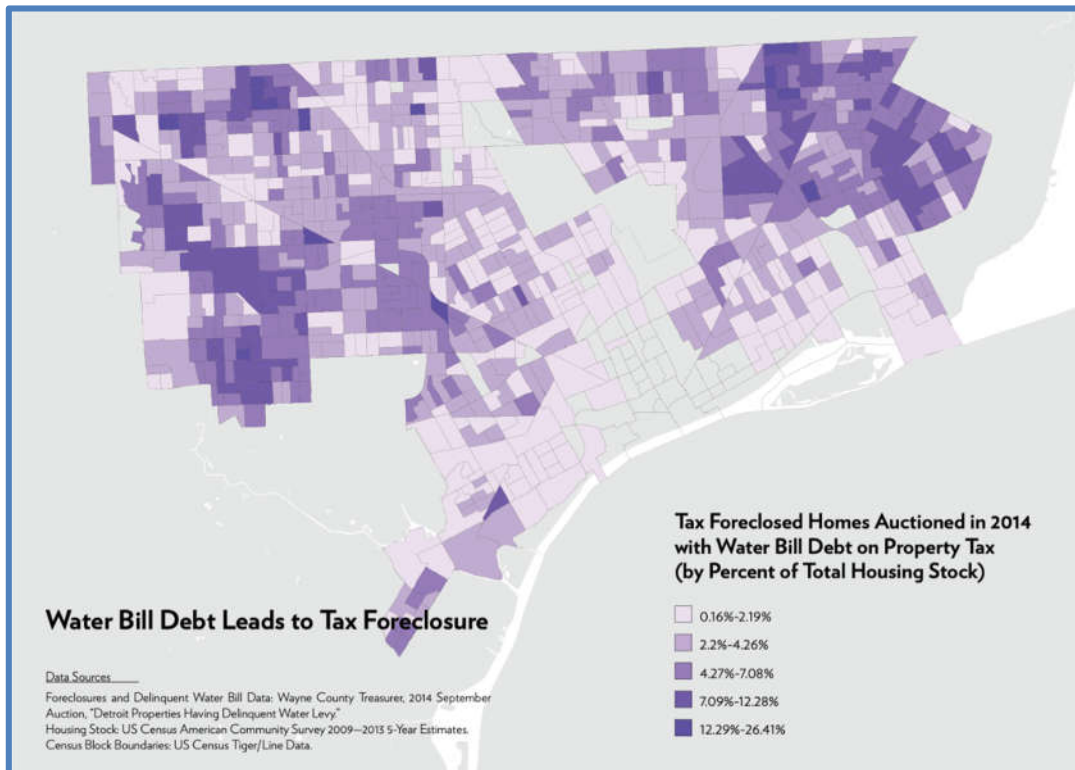 Water Bill Debt Leads to Tax Foreclosure
Data Sources
Foreclosures and Delinquent Water Bill Data: Wayne County Treasurer, 2014 September
Auction, "Detroit Properties Having Delinquent Water Levy."
Housing Stock: US Census American Community Survey 2009—2013 5-Year Estimates.
Census Block Boundaries: US Census Tiger/Line Data.
Tax Foreclosed Homes Auctioned in 2014
with Water Bill Debt on Property Tax
(by Percent of Total Housing Stock)
0.16%-2.19%
2.2%-4.26%
4.27%-7.08%
7.09%-12.28%
12.29%-26.41%